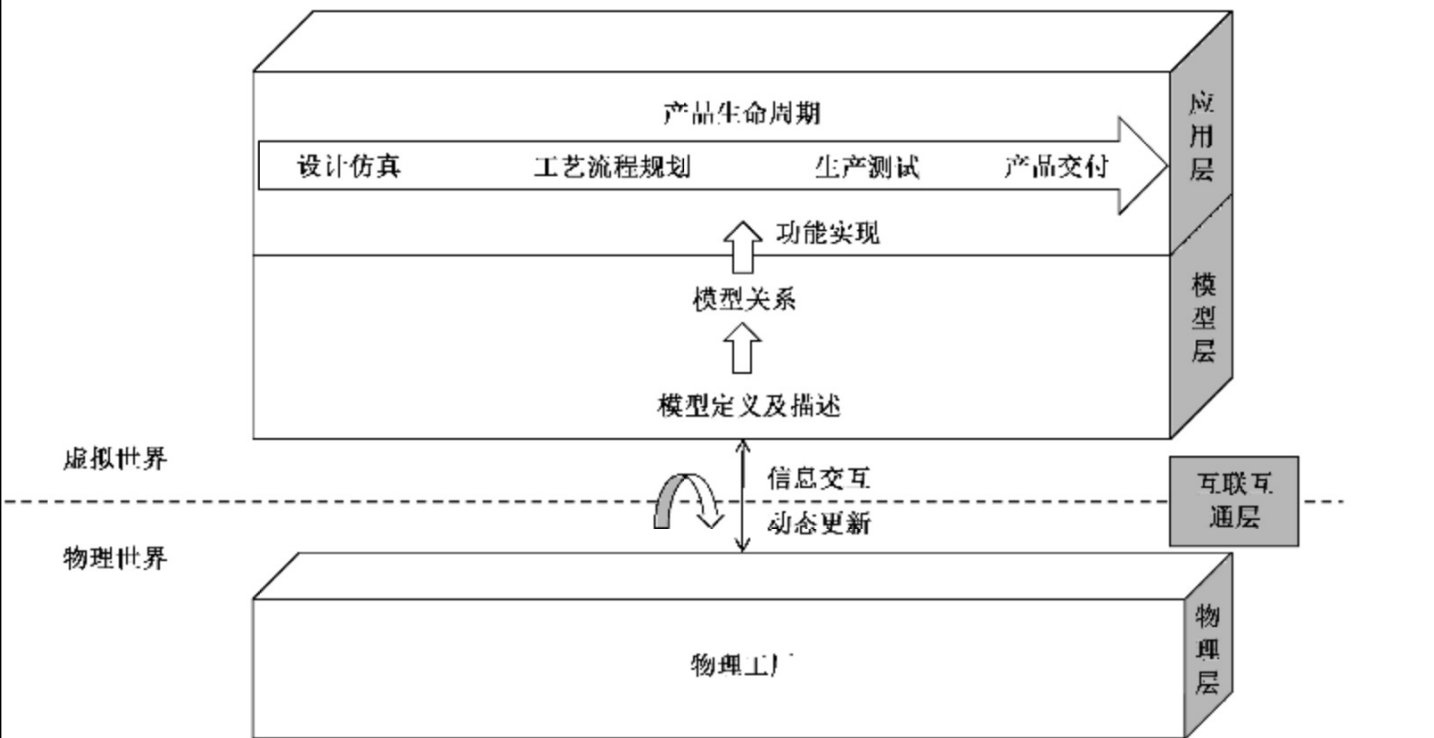 产品生命周期
应用层
设计仿真 工艺流程规划 生产测试 产品交付
功能实现
模型关系
模型层
模型定义及描述
虚拟世界
信息交互
互联互
通层
动态更新
物理世界
物理层
物理工厂